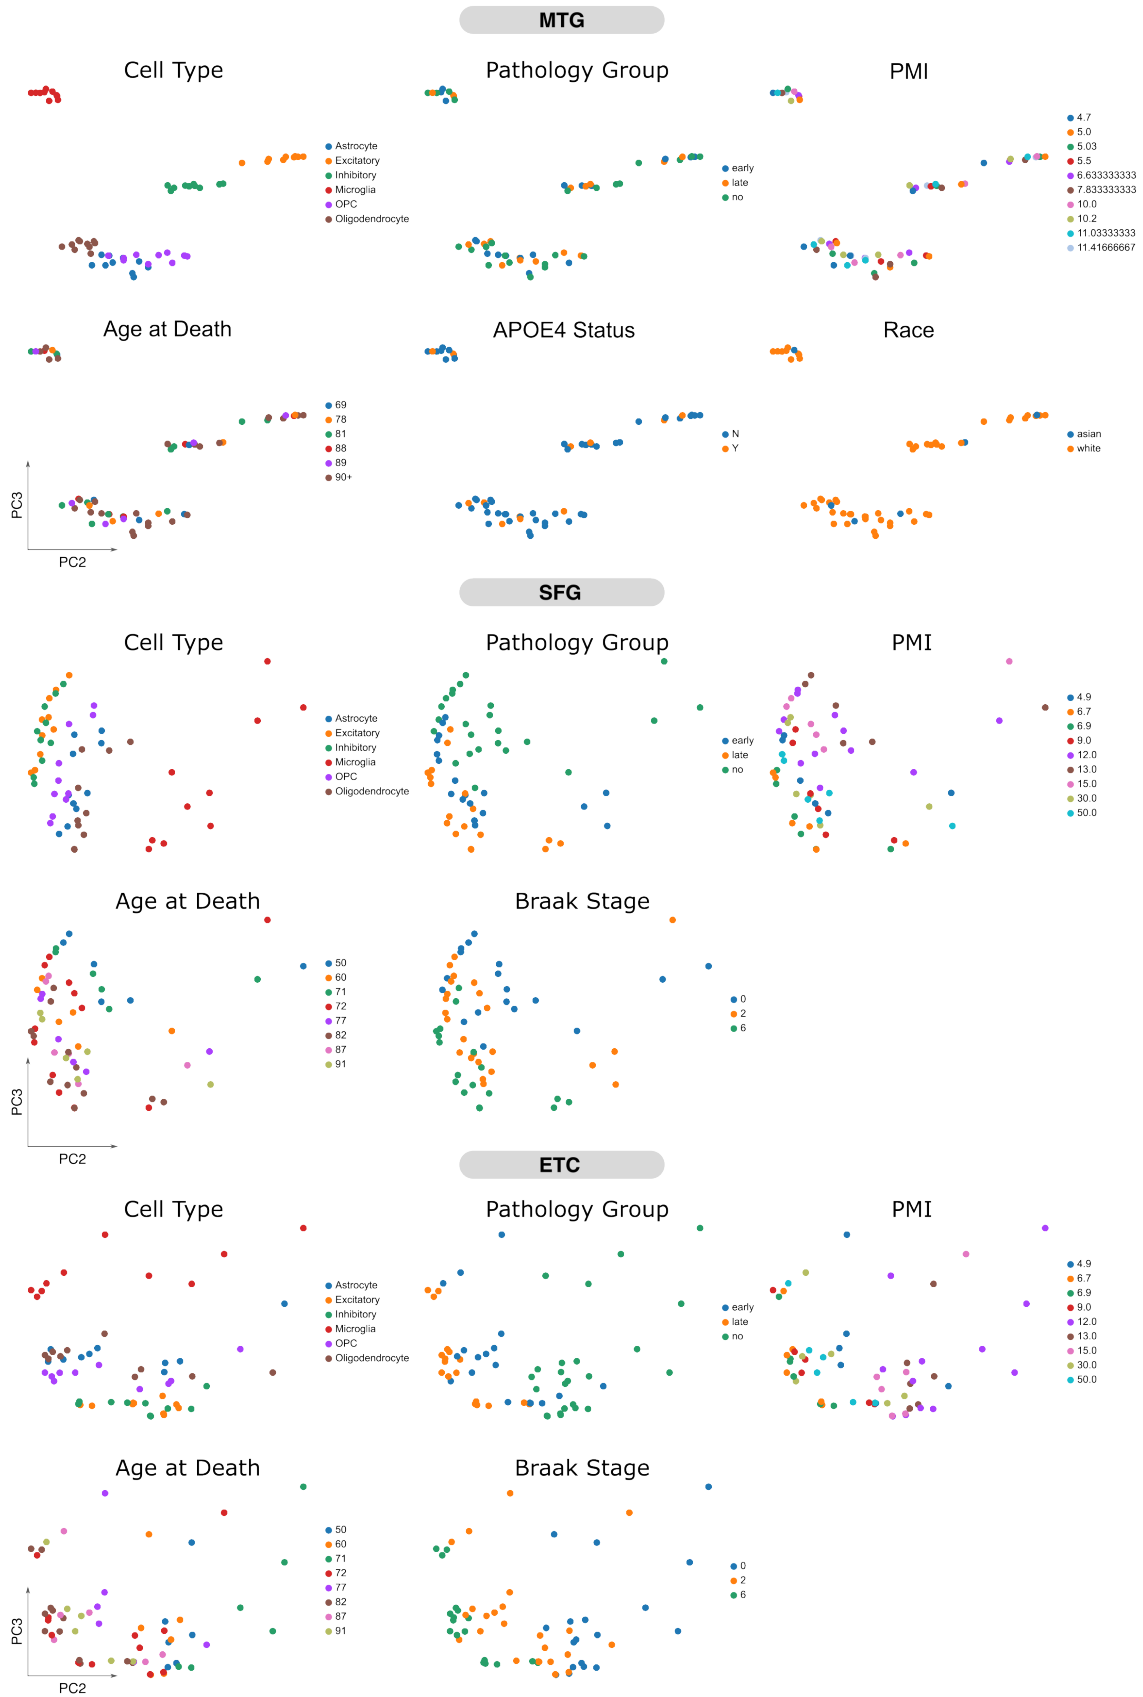 MTG
Cell Type
Pathology Group
PMI
Astrocyte
Excitatory
Inhibitory
Microglia
OPC
Oligodendrocyte
early
late
no
4.7
5.0
5.03
5.5
6.633333333
7.833333333
10.0
10.2
11.03333333
11.41666667
Age at Death
APOE4 Status
Race
69
78
81
88
89
90+
N
Y
asian
white
PC3
PC2
SFG
Cell Type
Pathology Group
PMI
Astrocyte
Excitatory
Inhibitory
Microglia
OPC
Oligodendrocyte
early
late
no
4.9
6.7
6.9
9.0
12.0
13.0
15.0
30.0
50.0
Age at Death
Braak Stage
50
60
71
72
77
82
87
91
0
2
6
PC3
PC2
ETC
Cell Type
Pathology Group
PMI
Astrocyte
Excitatory
Inhibitory
Microglia
OPC
Oligodendrocyte
early
late
no
4.9
6.7
6.9
9.0
12.0
13.0
15.0
30.0
50.0
Age at Death
Braak Stage
50
60
71
72
77
82
87
91
0
2
6
PC3
PC2